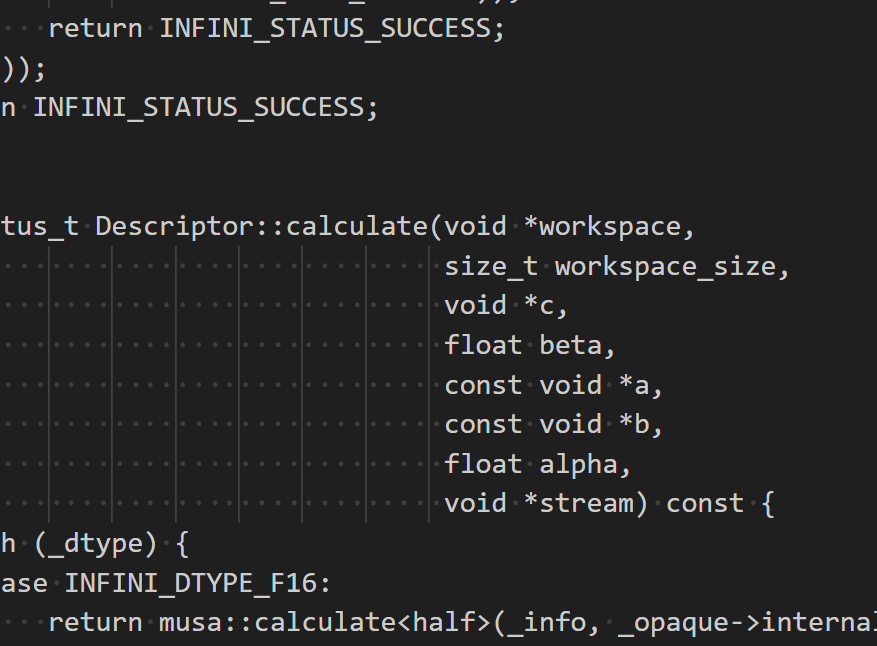 return INFINI_STATUS_SUCCESS;
));
n INFINI_STATUS_SUCCESS;
tus_t Descriptor::calculate(void *workspace,
size_t workspace_size,
void *c,
float beta,
const void *a,
const void *b,
float alpha,
void *stream) const {
h (_dtype) {
ase INFINI_DTYPE_F16:
return musa::calculate<half>(_info, _opaque->internal